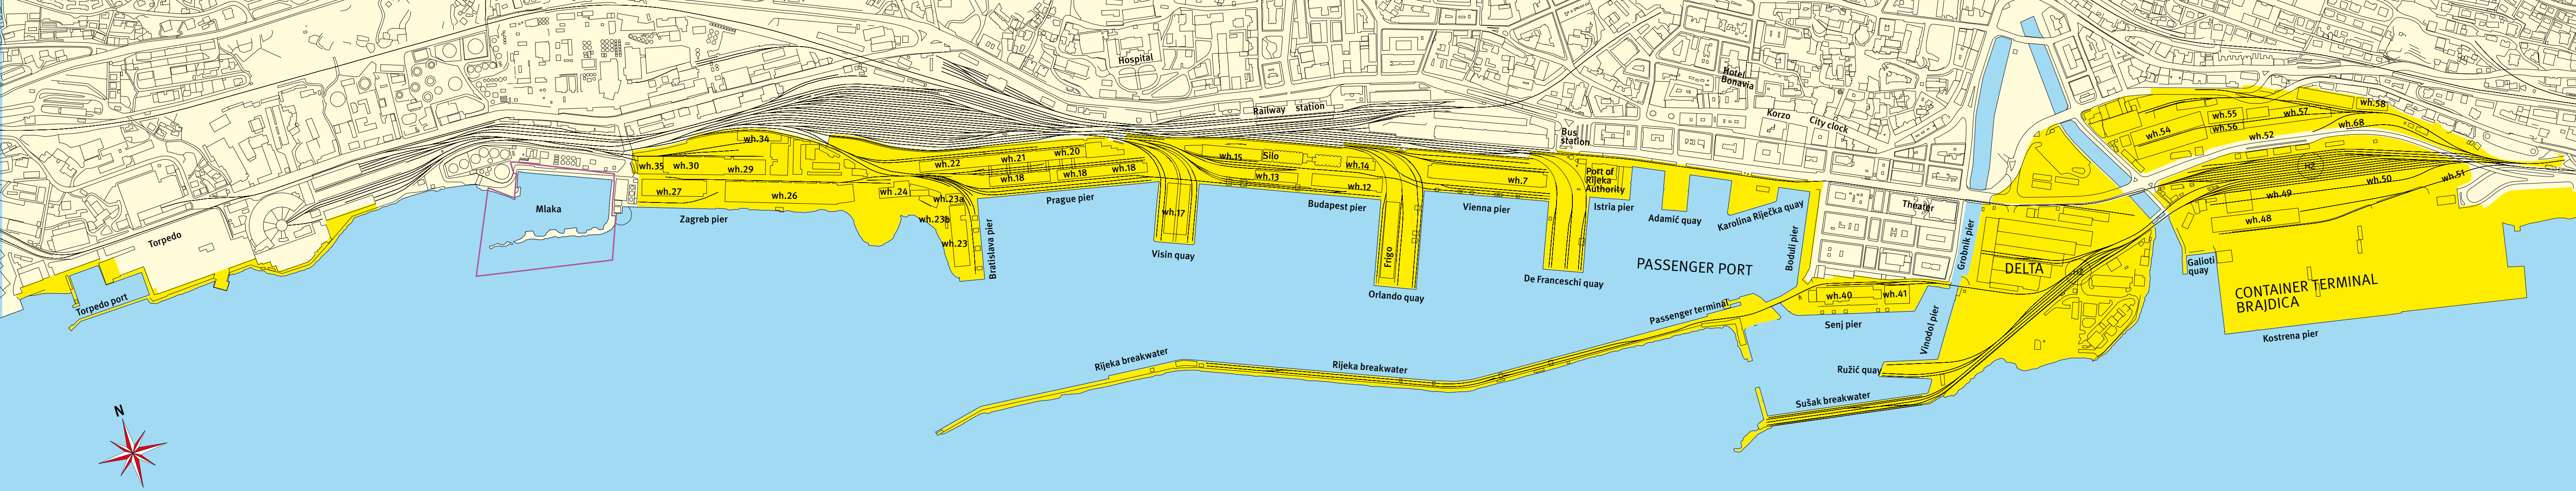 Hospital
Hotel
Bonavia
Railway station
Korzo
City clock
Bus
station
wh.58
wh.57
wh.55
wh.56
wh.54
wh.52
wh.68
wh.34
wh.35
wh.30
wh.29
wh.27
wh.26
wh.22
wh.21
wh.20
wh.18
wh.18
wh.18
wh .24
wh.23a
wh.23b
wh.23
wh.15
Silo
wh.14
wh.13
wh.12
wh.17
Frigo
wh.7
Port of
Rijeka
Authority
H2
wh.51
wh.50
wh.49
wh.48
Torpedo
Torpedo port
Mlaka
Zagreb pier
Bratislava pier
Prague pier
Visin quay
Budapest pier
Orlando quay
Vienna pier
De Franceschi quay
Istria pier
Adamić quay
Karolina Riječka quay
PASSENGER PORT
Boduli pier
Theater
Grobnik pier
DELTA
H2
Galioti
quay
CONTAINER TERMINAL
BRAJDICA
Kostrena pier
Passenger terminal
wh.40
wh.41
Senj pier
Vinodol pier
Rijeka breakwater
Rijeka breakwater
Ružić quay
Sušak breakwater
N